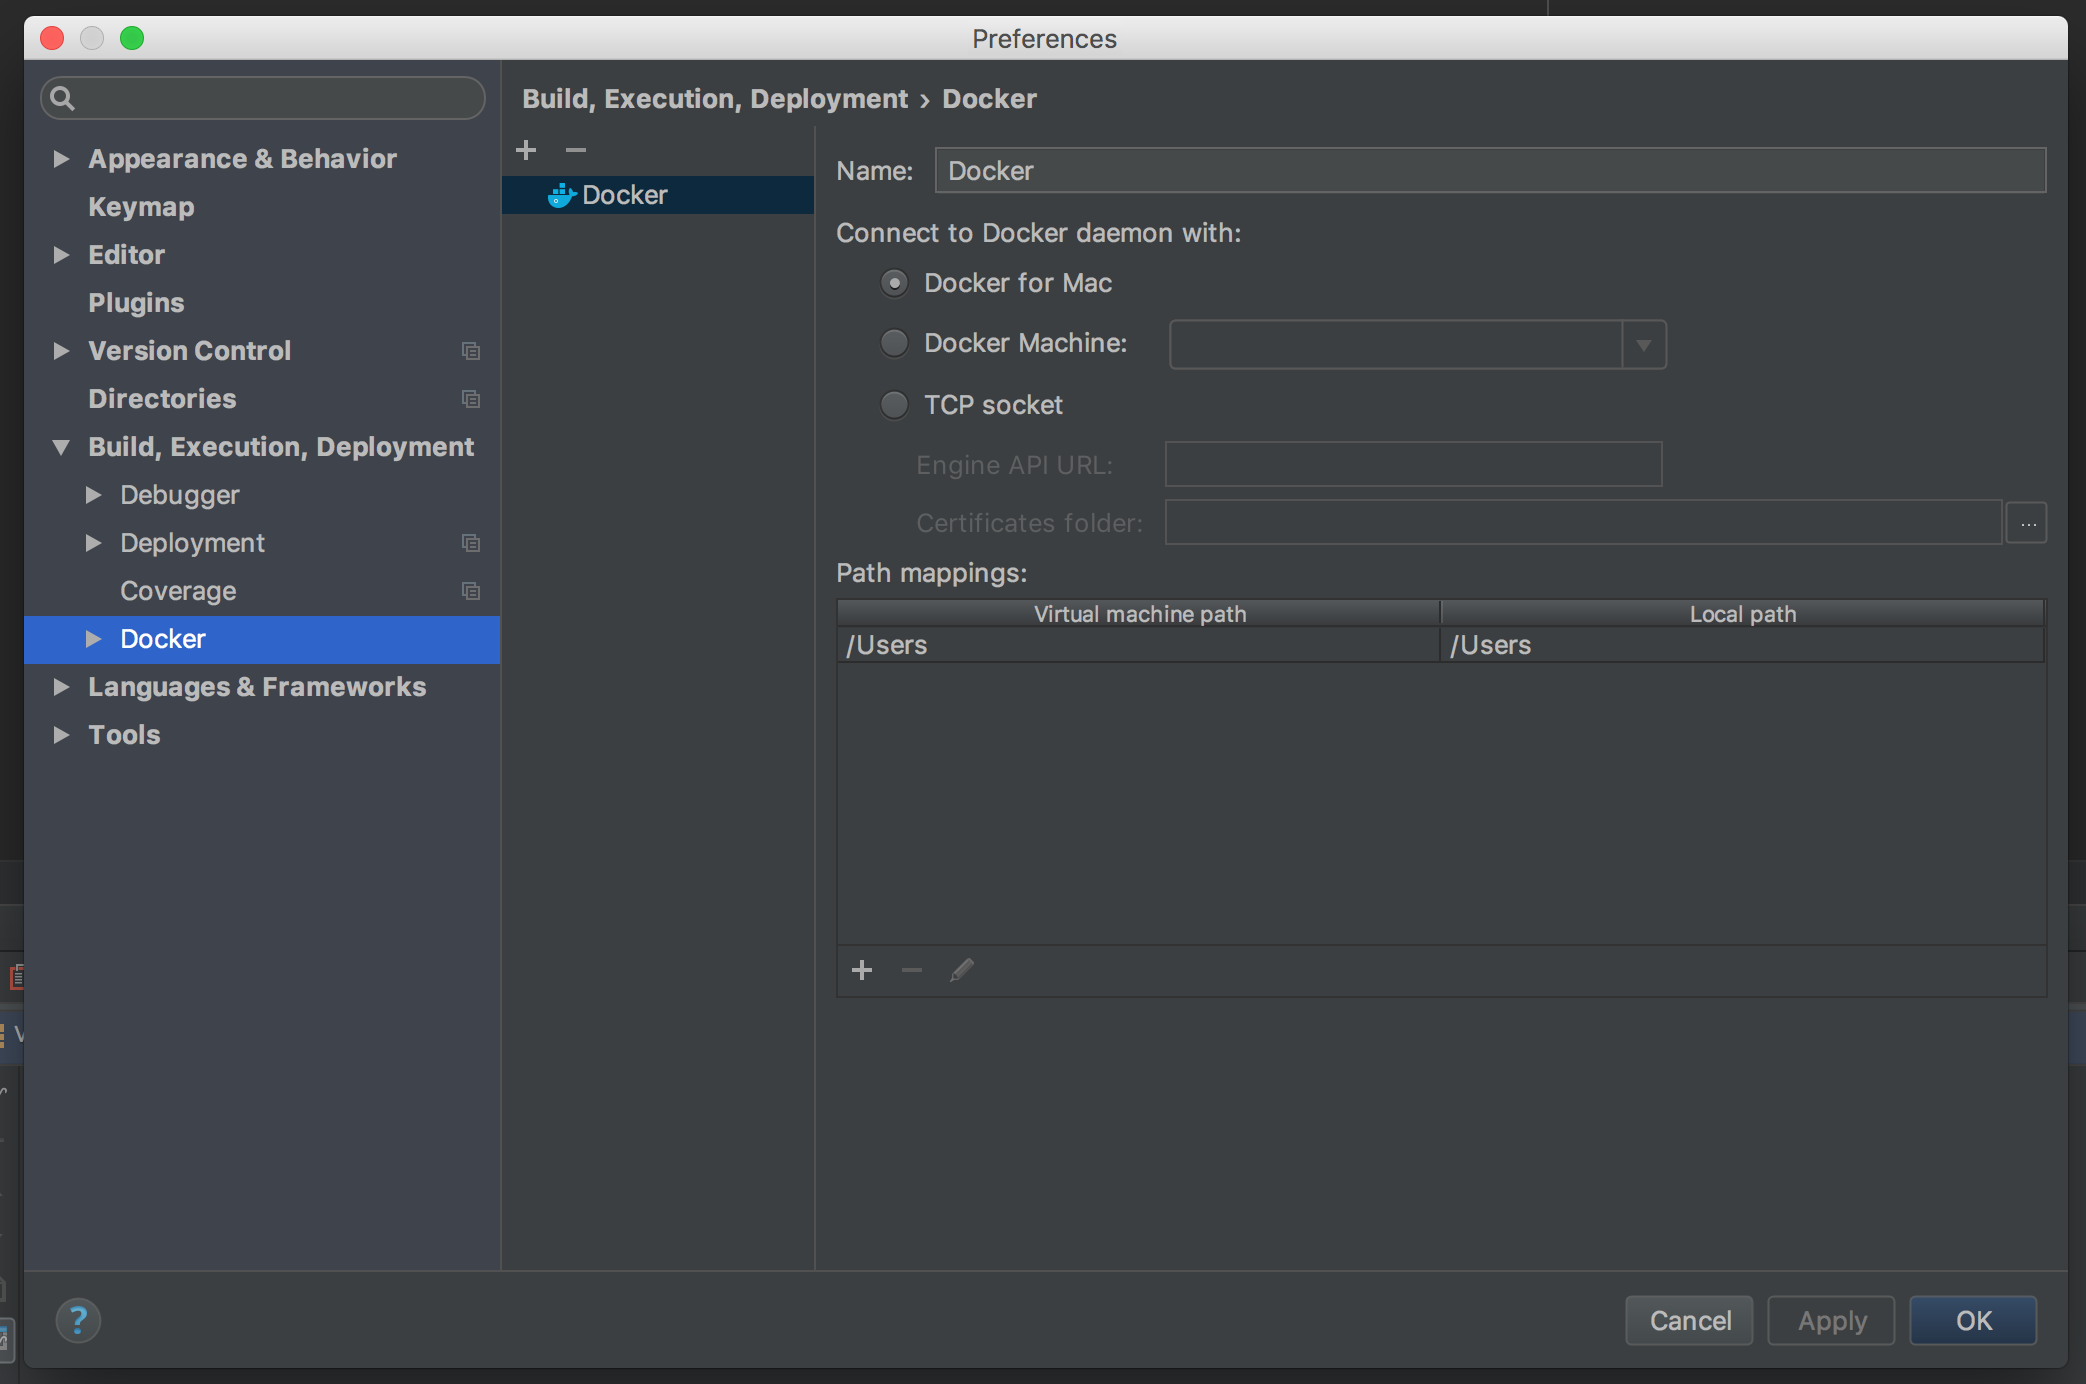 Preferences
Appearance & Behavior
Keymap
Editor
Plugins
Version Control
Directories
Build, Execution, Deployment
Debugger
Deployment
Coverage
Docker
Languages & Frameworks
Tools
Build, Execution, Deployment › Docker
Docker
Name: Docker
Connect to Docker daemon with:
Docker for Mac
Docker Machine:
TCP socket
Engine API URL:
Certificates folder: ...
Path mappings:
Virtual machine path Local path
/Users /Users
? Cancel Apply OK